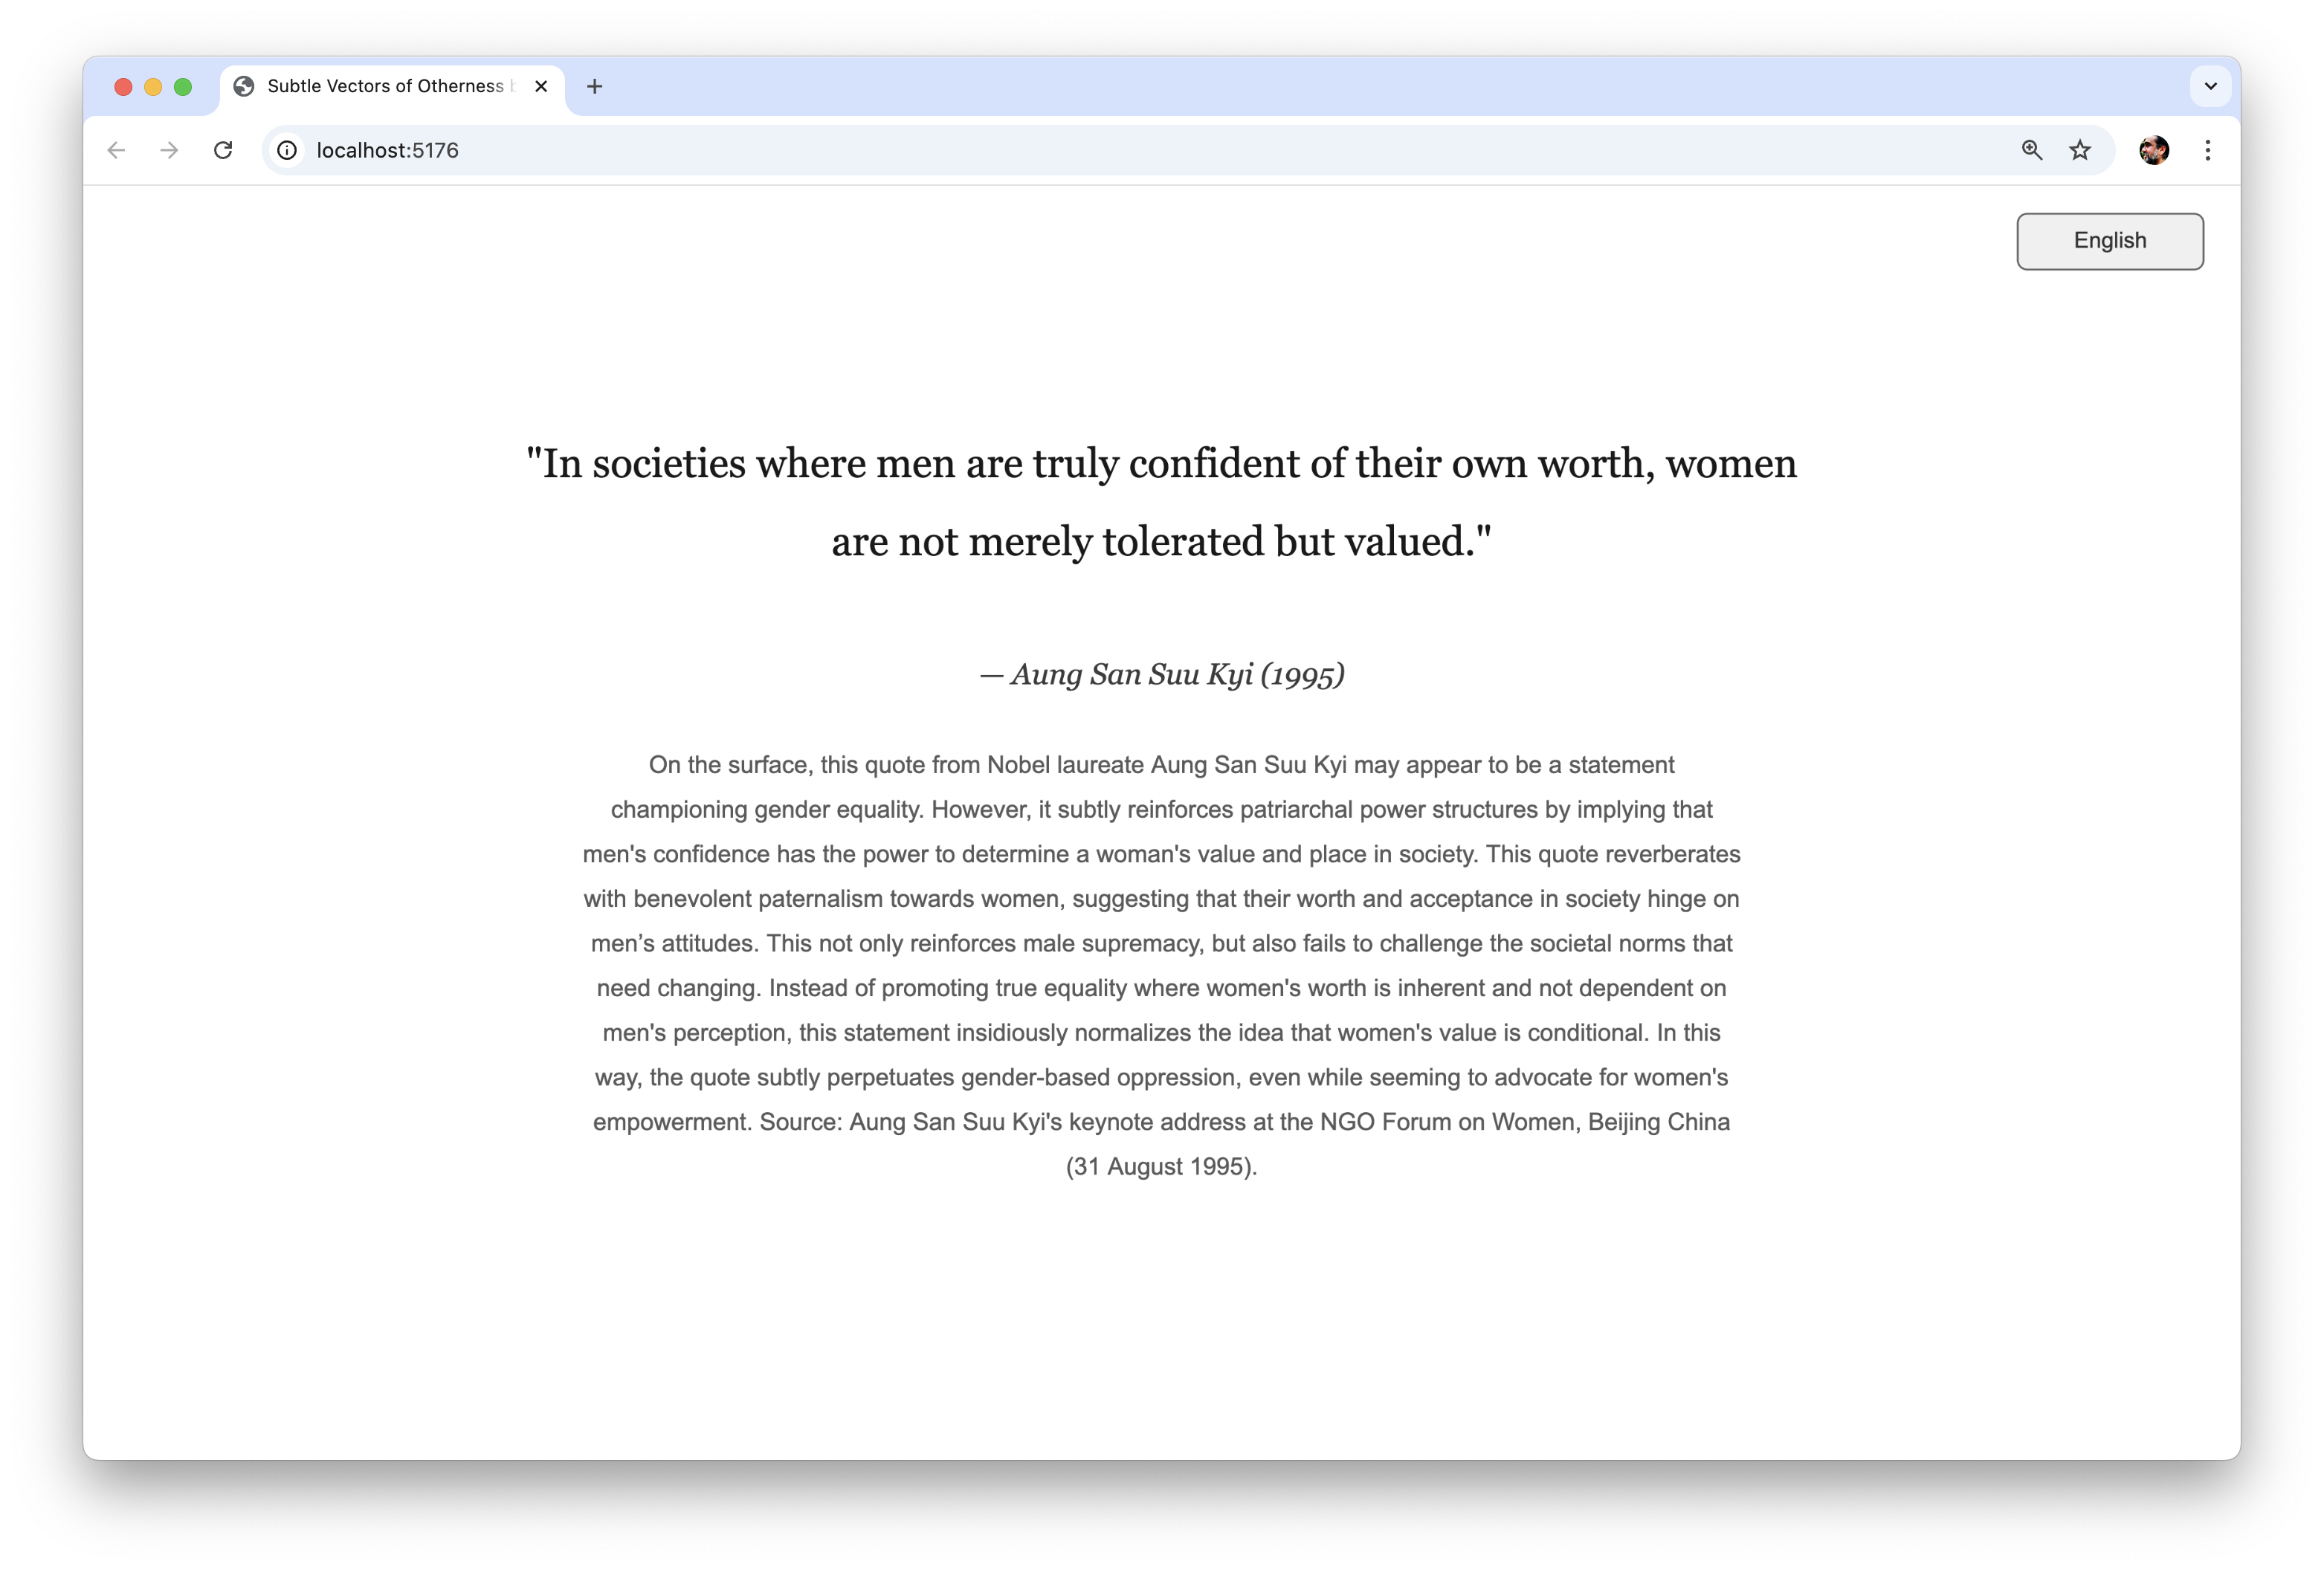 Subtle Vectors of Otherness
localhost:5176
English
"In societies where men are truly confident of their own worth, women
are not merely tolerated but valued."
— Aung San Suu Kyi (1995)
On the surface, this quote from Nobel laureate Aung San Suu Kyi may appear to be a statement
championing gender equality. However, it subtly reinforces patriarchal power structures by implying that
men's confidence has the power to determine a woman's value and place in society. This quote reverberates
with benevolent paternalism towards women, suggesting that their worth and acceptance in society hinge on
men’s attitudes. This not only reinforces male supremacy, but also fails to challenge the societal norms that
need changing. Instead of promoting true equality where women's worth is inherent and not dependent on
men's perception, this statement insidiously normalizes the idea that women's value is conditional. In this
way, the quote subtly perpetuates gender-based oppression, even while seeming to advocate for women's
empowerment. Source: Aung San Suu Kyi's keynote address at the NGO Forum on Women, Beijing China
(31 August 1995).